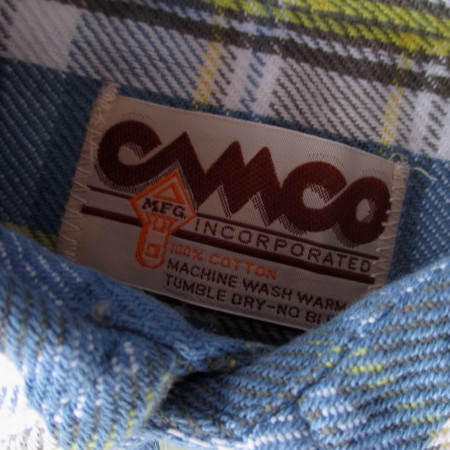 CAMCO
MFG.
INCORPORATED
100% COTTON
MACHINE WASH WARM
TUMBLE DRY-NO